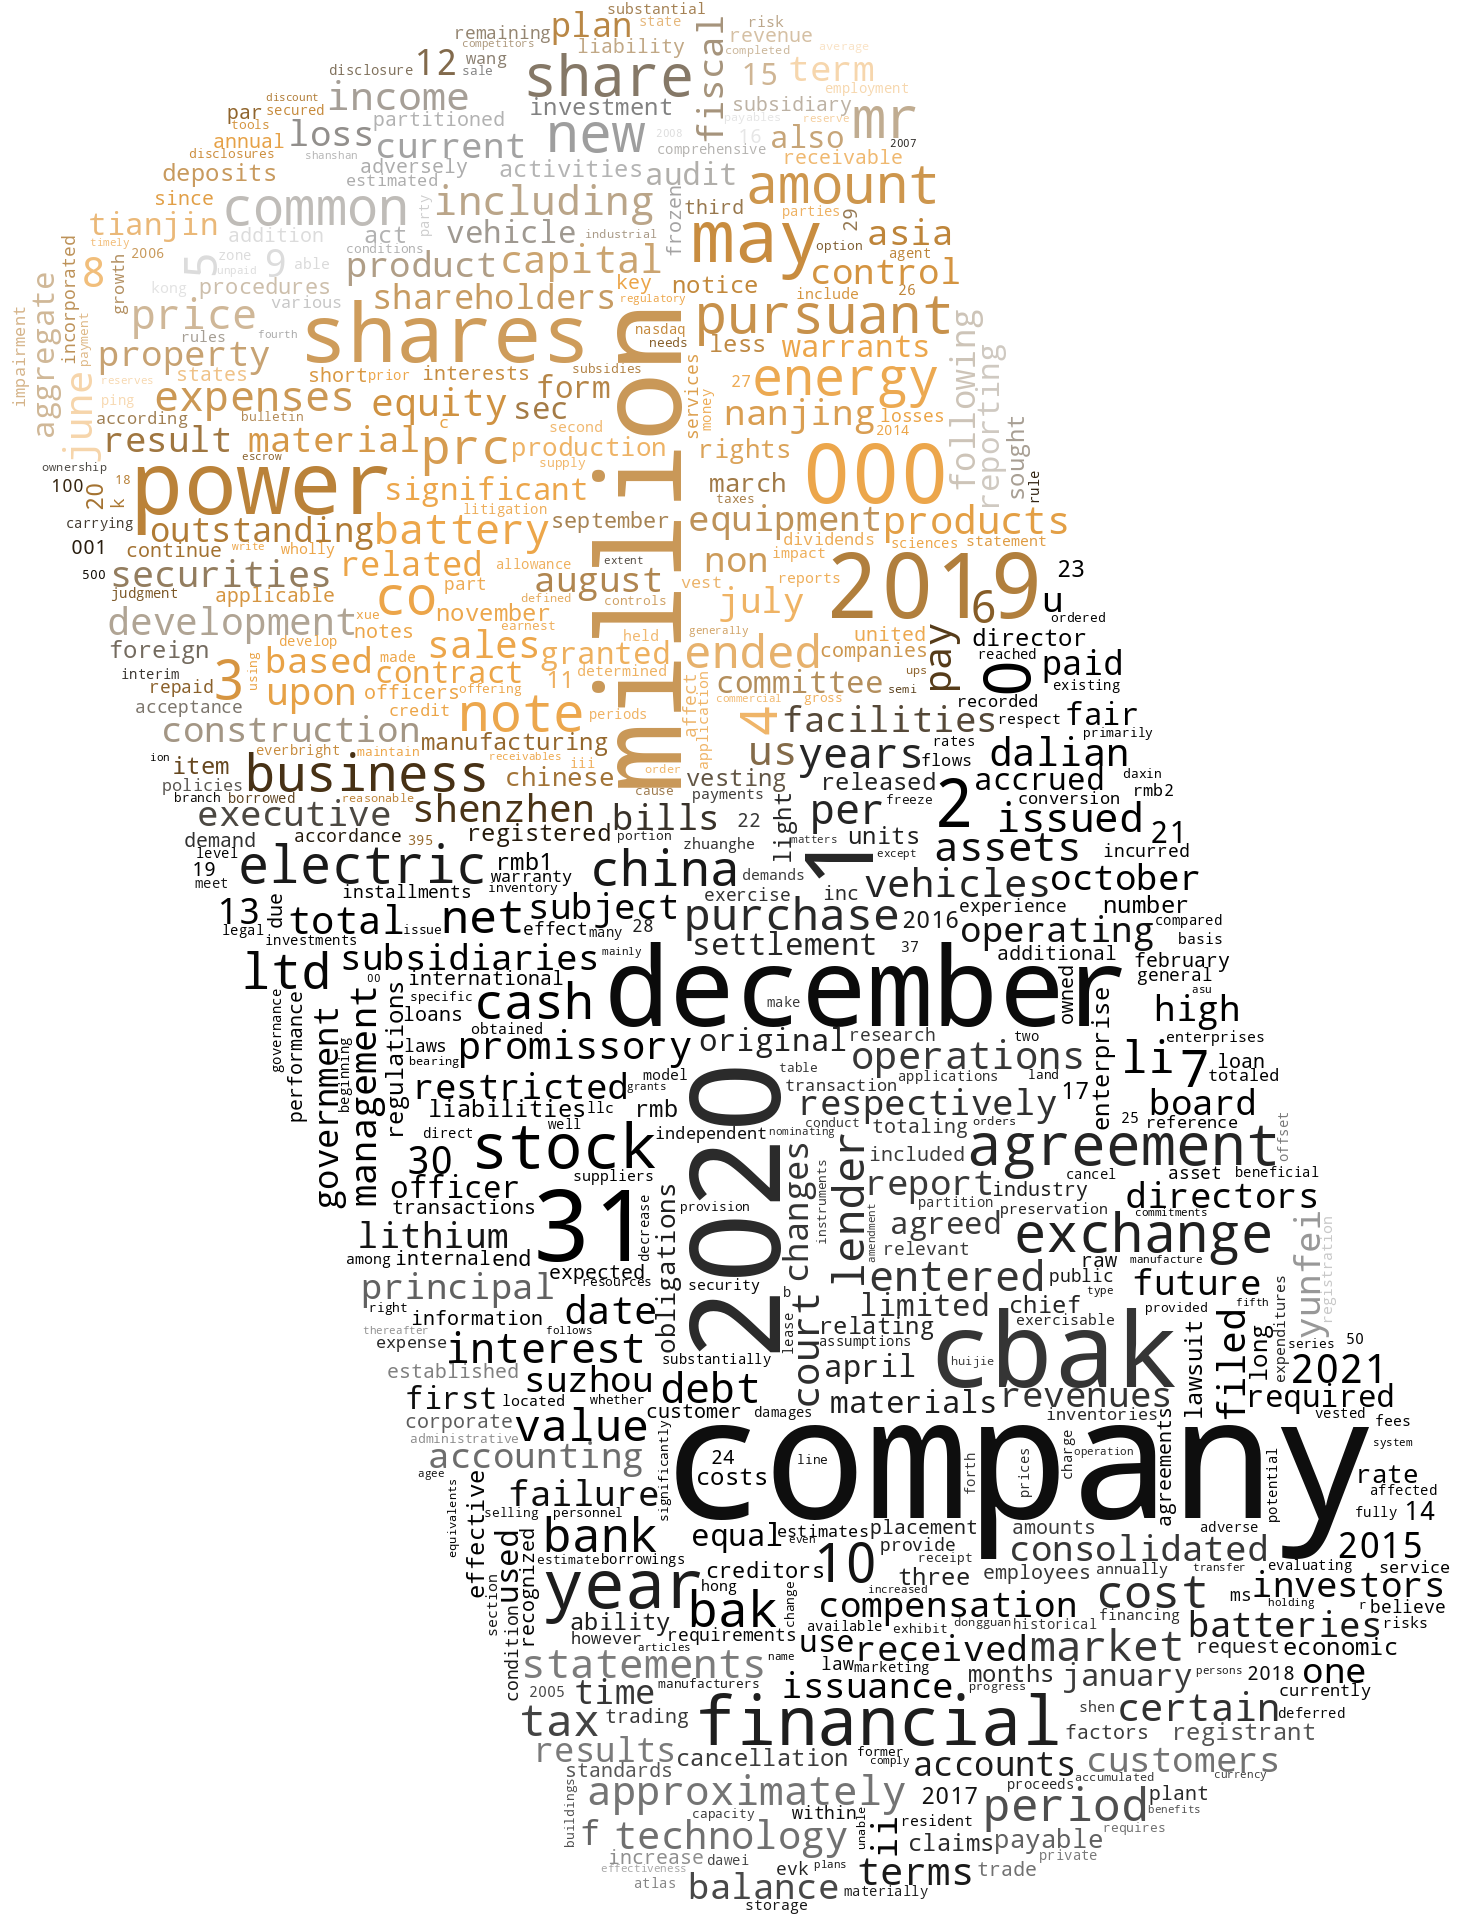 substantial
plan state risk
remaining revenue
competitors liability completed average
wang share fiscal
disclosure 12 sale 15 term
discount income investment subsidiary employment
par secured partitioned new payables reserve mr
tools loss 2008 16 also
annual current comprehensive 2007
disclosures shanshan adversely activities audit receivable
deposits estimated amount
since common including frozen third parties 29
tianjin party act vehicle industrial may option asia
timely addition conditions agent
2006 5 zone 9 able product capital control
incorporated 8 growth unpaid
kong procedures shareholders key notice include 26
aggregate price various regulatory pursuant
impairment payment rules fourth shares million nasdaq following
property needs less warrants
states short prior interests subsidies services energy reporting
june reserves expenses form 27
ping equity sec money nanjing losses
according bulletin c second 2014
result material prc production rights sought
ownership escrow supply 000
100 20 k 18 power significant march rule
litigation taxes
carrying outstanding battery september equipment products
001 continue write wholly dividends sciences statement
500 securities related allowance extent non impact 2019 23
judgment applicable co part august vest reports
development xue november defined controls july 6 u ordered
foreign develop notes earnest held generally united director
interim using based made sales granted ended companies pay reached
repaid 3 contract determined ups 0 paid
acceptance upon officers offering 11 committee semi existing
credit note periods affect commercial gross recorded
construction application 4 facilities respect fair
ion everbright maintain manufacturing receivables us years rates primarily
item business iii order flows dalian
policies chinese cause vesting released accrued daxin
branch borrowed reasonable payments freeze 2 conversion rmb2
executive shenzhen bills light per issued
demand accordance 395 registered portion 22 units 21
level zhuanghe matters
19 electric rmb1 china 1 except assets incurred
meet warranty demands
installments inventory exercise inc vehicles october
13 due total net subject purchase 2016 experience number
legal issue effect many 28 compared
investments settlement 37 operating basis
ltd subsidiaries mainly additional february
oo international december general
governance specific cash make owned asu
performance government management regulations loans high
obtained original research two enterprise enterprises
beginning laws promissory operations li 7 loan
bearing model table totaled
restricted grants 2020 transaction applications land
liabilities llc rmb respectively 17 board
direct well independent nominating conduct totaling orders 25 reference
30 stock changes lender included agreement offset
suppliers instruments cancel asset beneficial
officer report industry
transactions 31 decrease provision partition preservation directors
obligations agreed commitments
lithium amendment exchange yunfei registration
among internal end relevant raw manufacture
expected resources security entered public future
principal b type
right date court limited chief provided fifth
information lease exercisable expenditures
thereafter follows relating cbak filed long series 50
expense interest assumptions lawsuit
established substantially huijie 2021
suzhou debt april
first located whether materials revenues required
corporate value customer damages inventories vested fees
administrative company agreements system
accounting significantly 24 line operation
agee costs forth prices charge potential rate
equivalents effective failure affected
selling personnel placement amounts adverse fully 14
bank equal estimates
used recognized even provide consolidated 2015
estimate borrowings creditors 10 receipt annually transfer evaluating
three employees service
year hong change increased cost ms investors
section condition bak compensation holding r believe
ability available exhibit dongguan historical financing batteries risks
however requirements use received market request economic
articles name
statements law marketing months january persons 2018 one
manufacturers progress currently
2005 time issuance shen certain deferred
tax trading financial factors registrant
results cancellation former comply accounts customers
standards proceeds accumulated currency
approximately 2017 period plant
buildings capacity within resident benefits
f technology unable ii claims payable requires
increase dawei private
effectiveness evk plans terms trade
atlas balance materially
storage